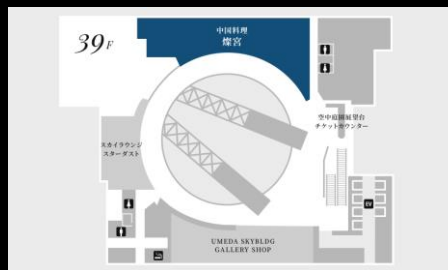 39F
中国料理
燦宮
空中庭園展望台
チケットカウンター
スカイラウンジ
スターダスト
EV
UMEDA SKYBLDG
GALLERY SHOP